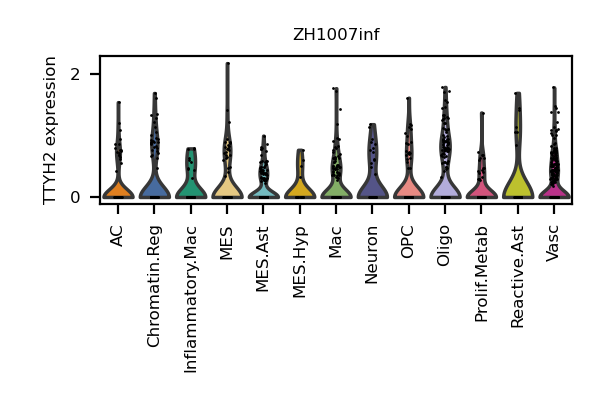 ZH1007inf
TTYH2 expression
2
0
AC
Chromatin.Reg
Inflammatory.Mac
MES
MES.Ast
MES.Hyp
Mac
Neuron
OPC
Oligo
Prolif.Metab
Reactive.Ast
Vasc